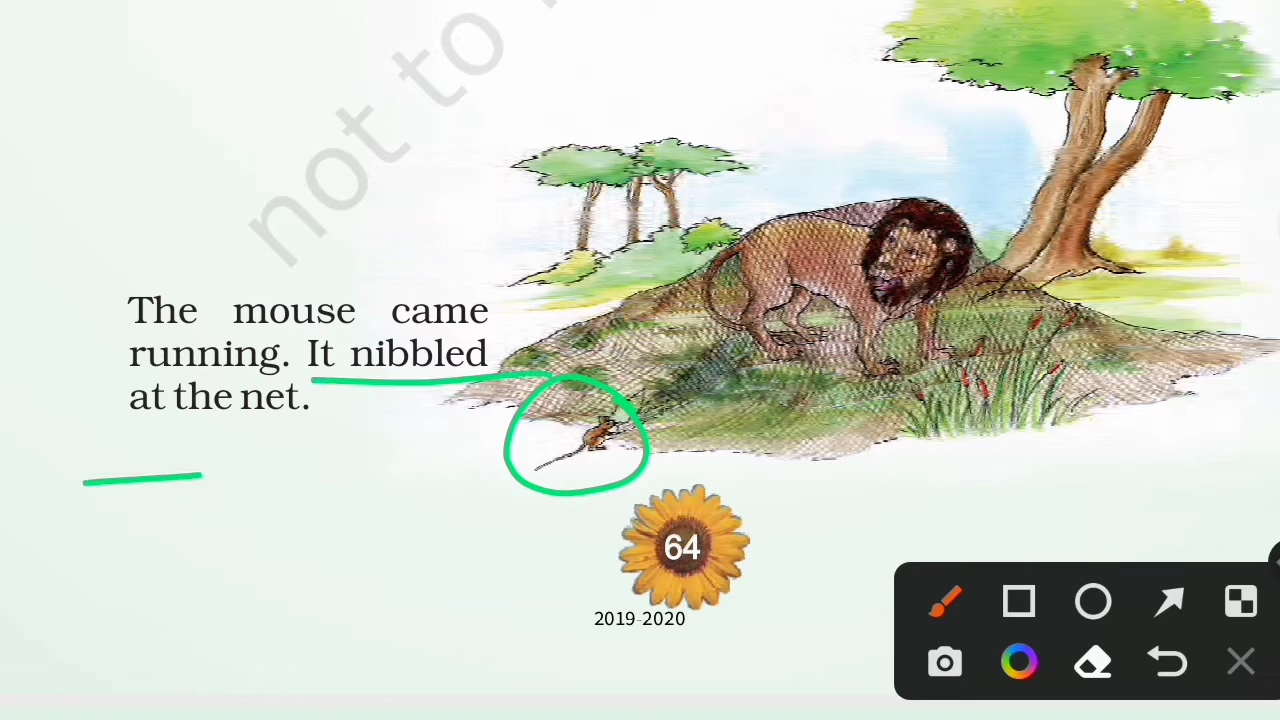 not to
The mouse came
running. It nibbled
at the net.
64
2019-2020